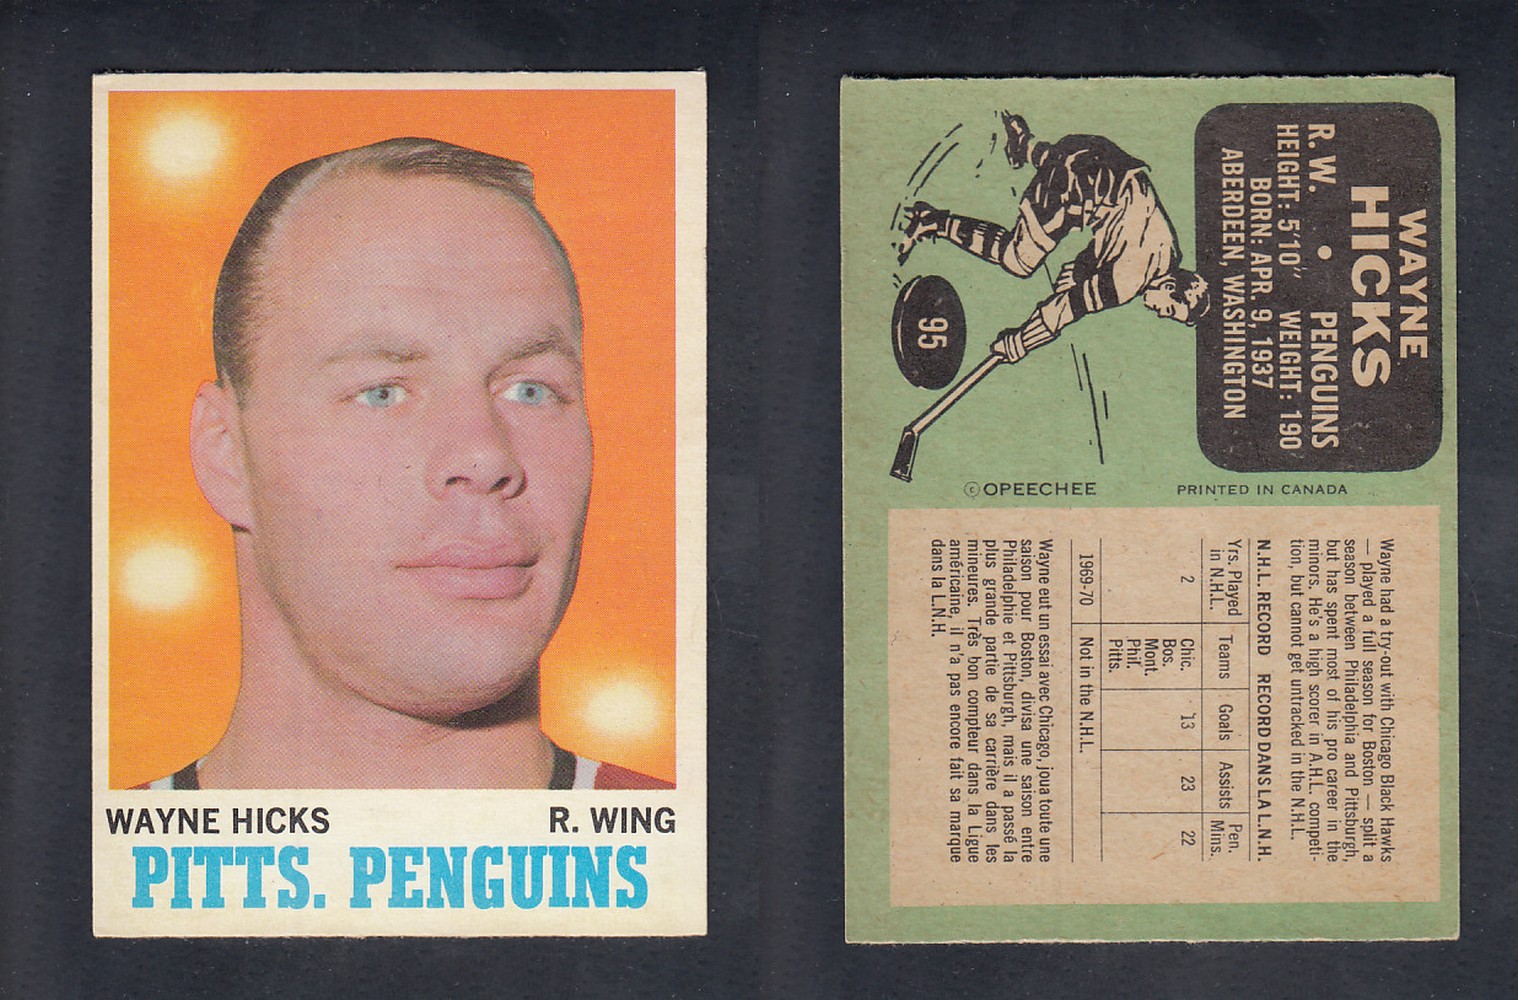 WAYNE HICKS
R. WING
PITTS. PENGUINS
WAYNE
HICKS
R. W. • PENGUINS
HEIGHT: 5'10" WEIGHT: 190
BORN: APR. 9, 1937
ABERDEEN, WASHINGTON
95
© OPEECHEE
PRINTED IN CANADA
Wayne had a try-out with Chicago Black Hawks
— played a full season for Boston — split a
season between Philadelphia and Pittsburgh,
but has spent most of his pro career in the
minors. He's a high scorer in A.H.L. competi-
tion, but cannot get untracked in the N.H.L.
N.H.L. RECORD RECORD DANS LA L.N.H.
Yrs. Played in N.H.L. Teams Goals Assists Pen. Mins.
2 Chic. 13 23 22
Bos.
Mont.
Phil.
Pitts.
1969-70 Not in the N.H.L.
Wayne eut un essai avec Chicago, joua toute une
saison pour Boston, divisa une saison entre
Philadelphie et Pittsburgh, mais il a passé la
plus grande partie de sa carrière dans les
mineures. Très bon compteur dans la Ligue
américaine, il n'a pas encore fait sa marque
dans la L.N.H.